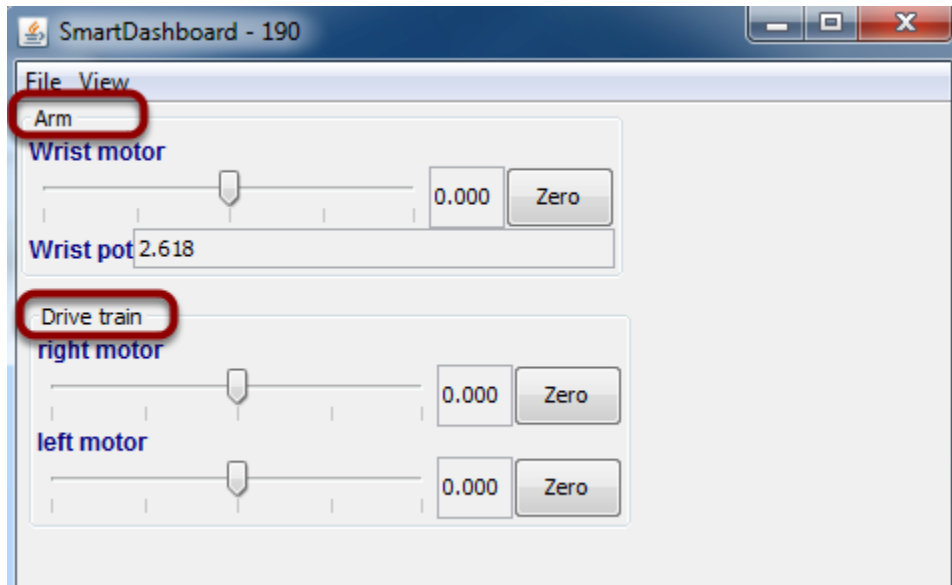 SmartDashboard - 190
File View
Arm
Wrist motor
0.000 Zero
Wrist pot 2.618
Drive train
right motor
0.000 Zero
left motor
0.000 Zero